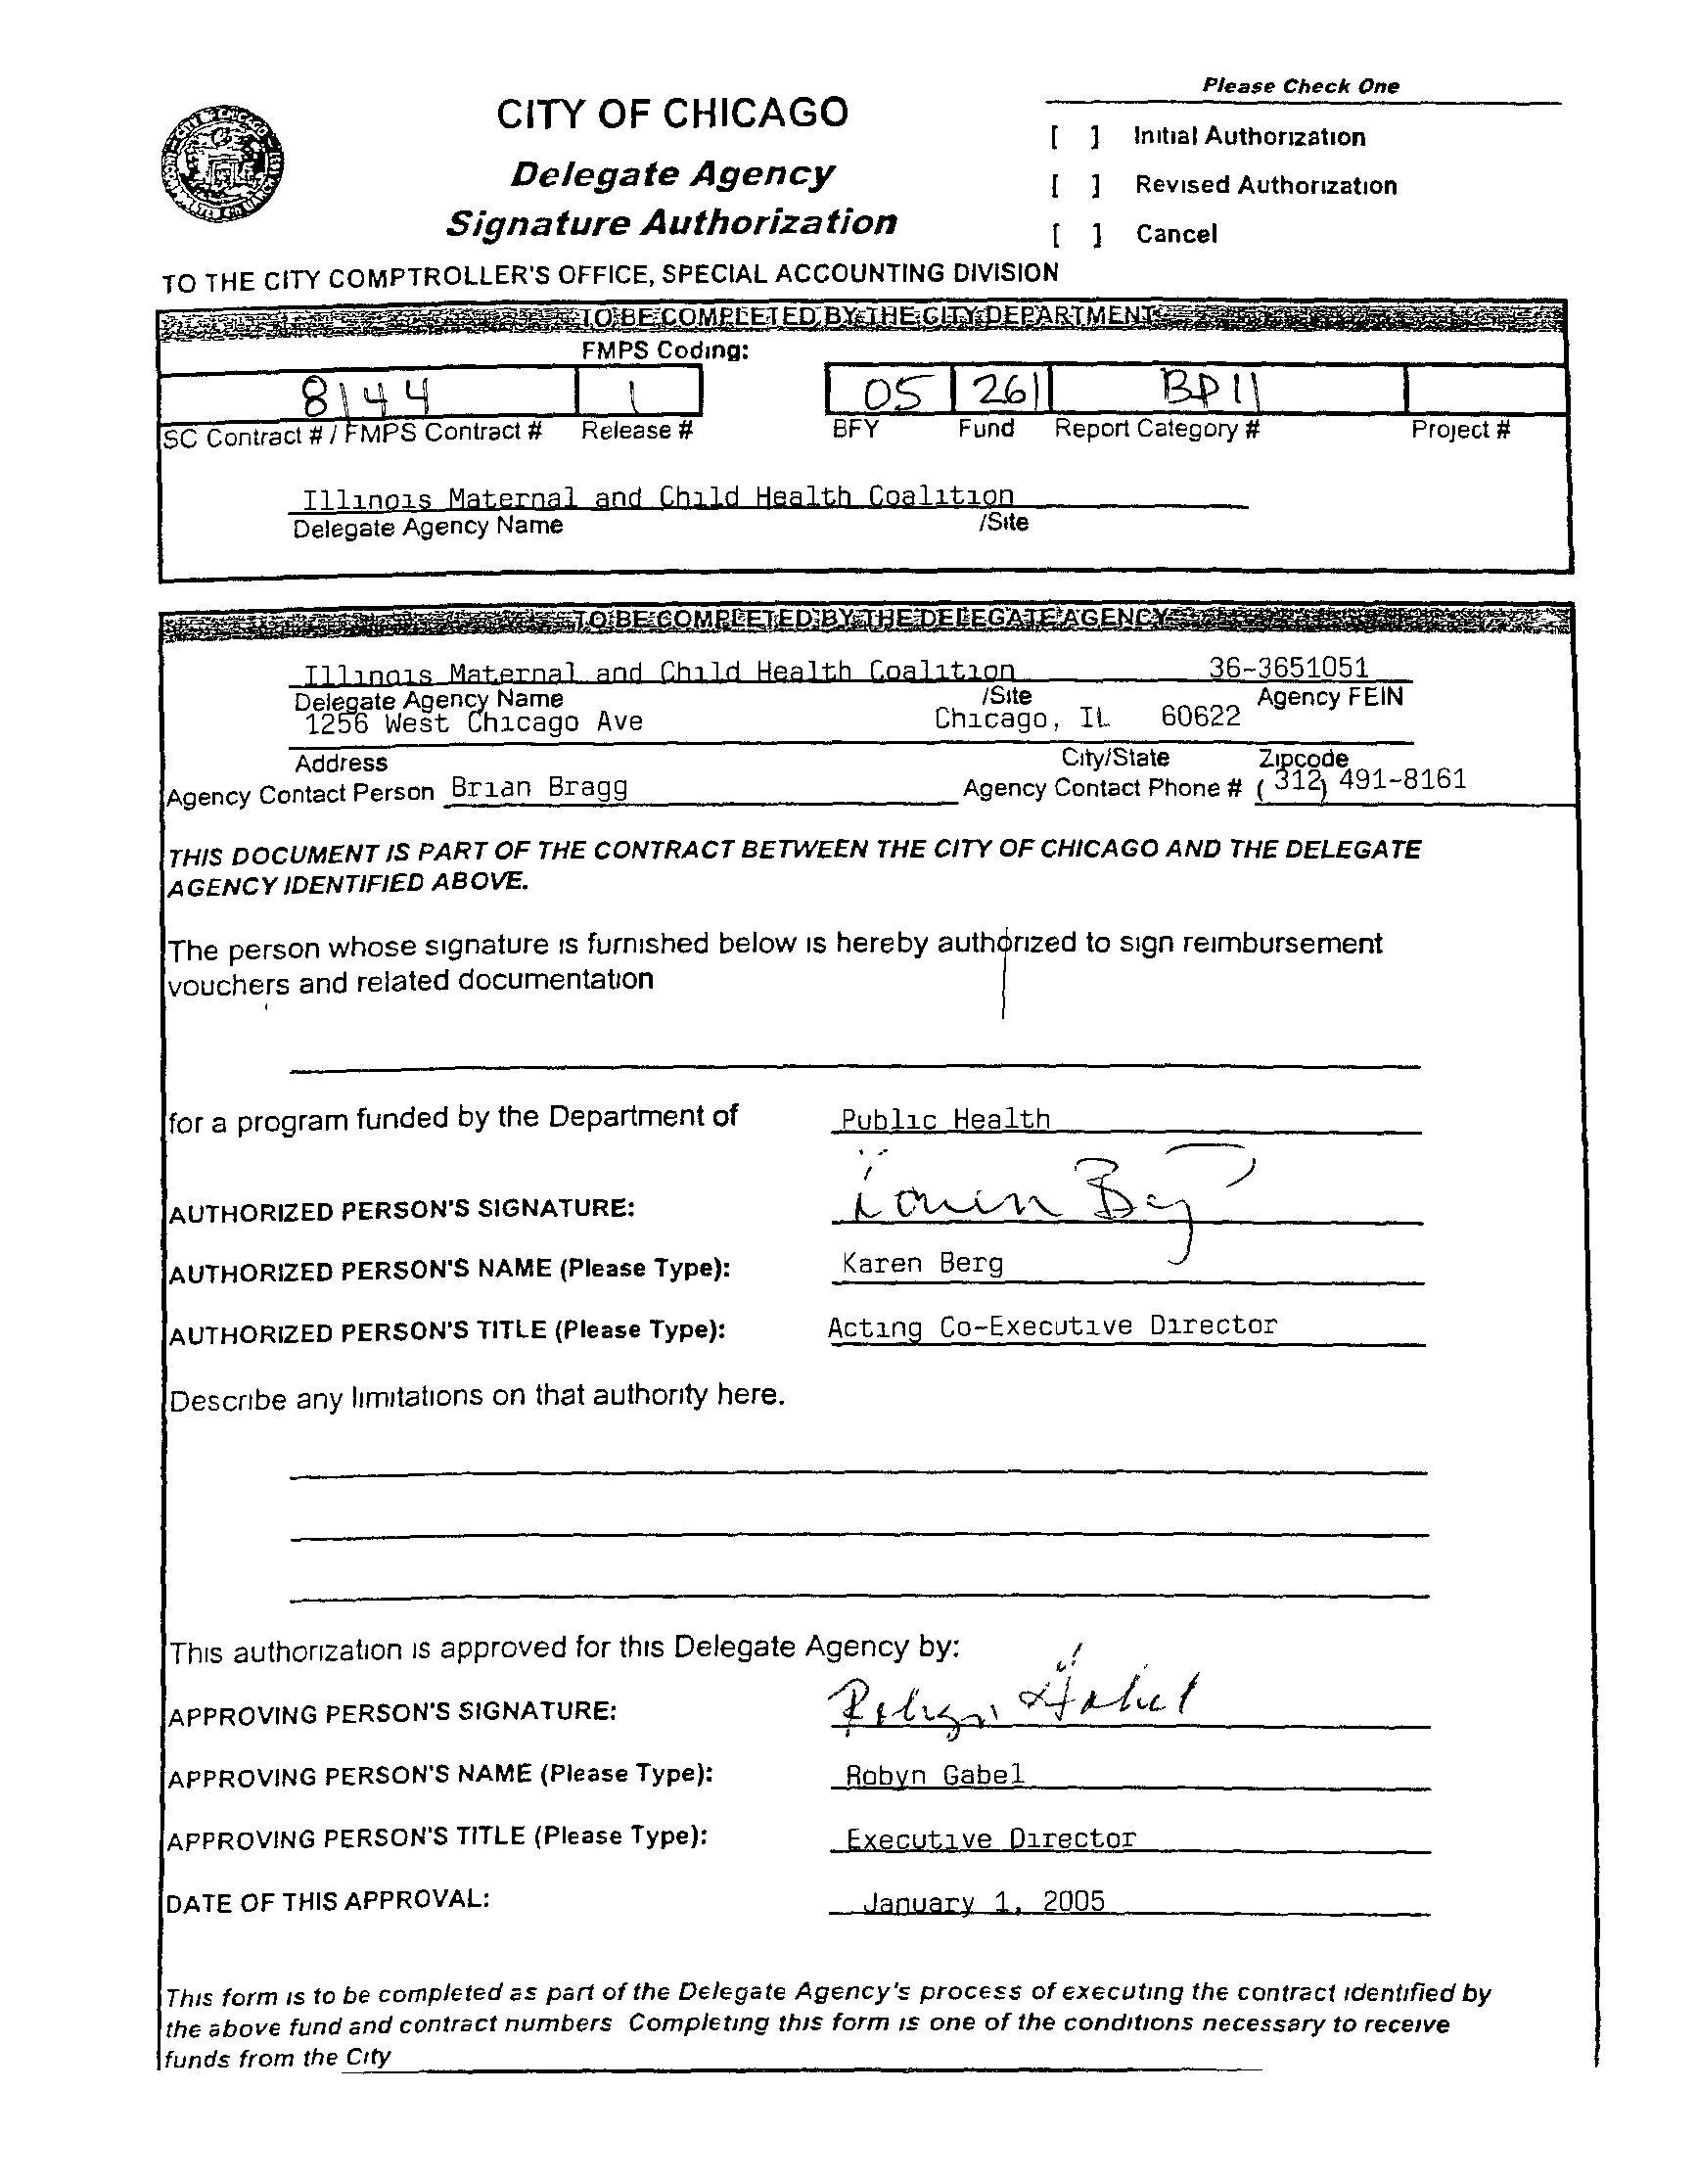 Please Check One
CITY OF CHICAGO
[ ] Initial Authorization
Delegate Agency
[ ] Revised Authorization
Signature Authorization
[ ] Cancel
TO THE CITY COMPTROLLER'S OFFICE, SPECIAL ACCOUNTING DIVISION
TO BE COMPLETED BY THE CITY DEPARTMENT
FMPS Coding:
8144 1 05 261 BP11
SC Contract # / FMPS Contract # Release # BFY Fund Report Category # Project #
Illinois Maternal and Child Health Coalition
Delegate Agency Name /Site
TO BE COMPLETED BY THE DELEGATE AGENCY
Illinois Maternal and Child Health Coalition 36-3651051
Delegate Agency Name /Site Agency FEIN
1256 West Chicago Ave Chicago, IL 60622
Address City/State Zipcode
Agency Contact Person Brian Bragg Agency Contact Phone # (312) 491-8161
THIS DOCUMENT IS PART OF THE CONTRACT BETWEEN THE CITY OF CHICAGO AND THE DELEGATE
AGENCY IDENTIFIED ABOVE.
The person whose signature is furnished below is hereby authorized to sign reimbursement
vouchers and related documentation
for a program funded by the Department of Public Health
AUTHORIZED PERSON'S SIGNATURE:
AUTHORIZED PERSON'S NAME (Please Type): Karen Berg
AUTHORIZED PERSON'S TITLE (Please Type): Acting Co-Executive Director
Describe any limitations on that authority here.
This authorization is approved for this Delegate Agency by:
APPROVING PERSON'S SIGNATURE: Robyn Gabel
APPROVING PERSON'S NAME (Please Type): Robyn Gabel
APPROVING PERSON'S TITLE (Please Type): Executive Director
DATE OF THIS APPROVAL: January 1, 2005
This form is to be completed as part of the Delegate Agency's process of executing the contract identified by
the above fund and contract numbers Completing this form is one of the conditions necessary to receive
funds from the City